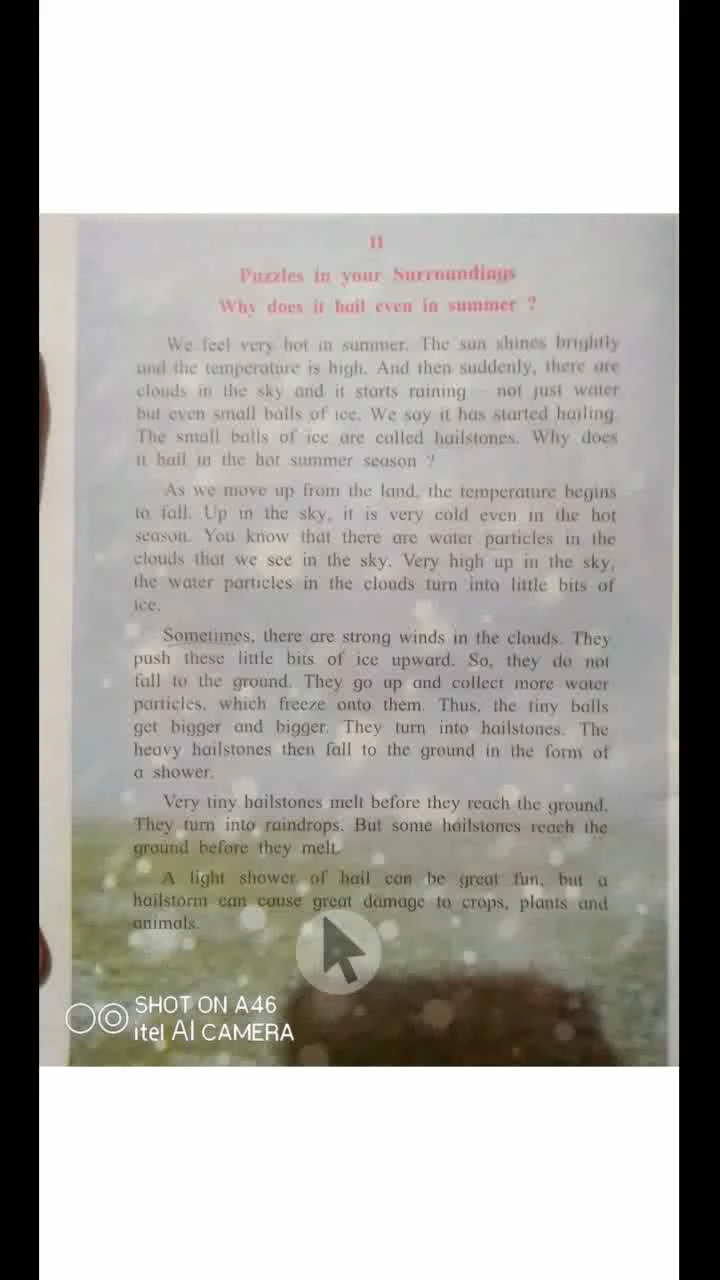 II
Puzzles in your Surroundings
Why does it hail even in summer ?
We feel very hot in summer. The sun shines brightly
and the temperature is high. And then suddenly, there are
clouds in the sky and it starts raining – not just water
but even small balls of ice. We say it has started hailing.
The small balls of ice are called hailstones. Why does
it hail in the hot summer season ?
As we move up from the land, the temperature begins
to fall. Up in the sky, it is very cold even in the hot
season. You know that there are water particles in the
clouds that we see in the sky. Very high up in the sky,
the water particles in the clouds turn into little bits of
ice.
Sometimes, there are strong winds in the clouds. They
push these little bits of ice upward. So, they do not
fall to the ground. They go up and collect more water
particles, which freeze onto them. Thus, the tiny balls
get bigger and bigger. They turn into hailstones. The
heavy hailstones then fall to the ground in the form of
a shower.
Very tiny hailstones melt before they reach the ground.
They turn into raindrops. But some hailstones reach the
ground before they melt.
A light shower of hail can be great fun, but a
hailstorm can cause great damage to crops, plants and
animals.
SHOT ON A46
itel AI CAMERA